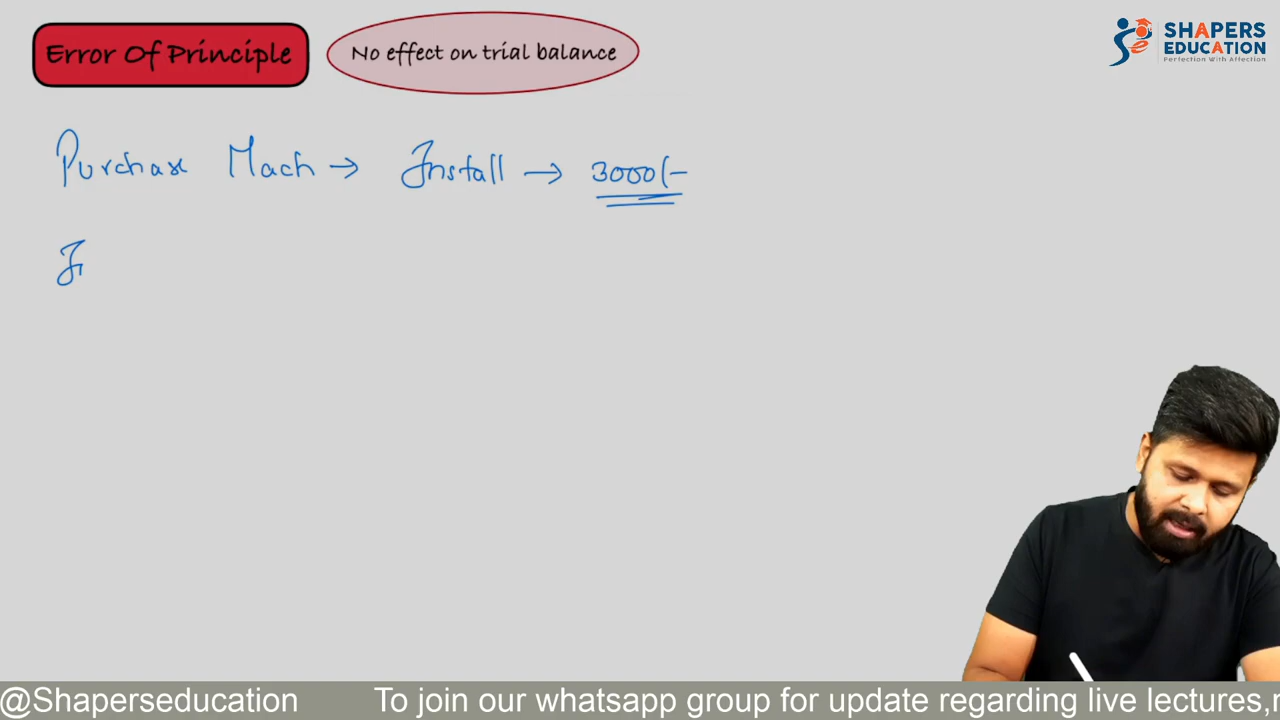 Error Of Principle
No effect on trial balance
SHAPERS
EDUCATION
Perfection With Affection
Purchase Mach → Install → 3000/-
@Shaperseducation To join our whatsapp group for update regarding live lectures,